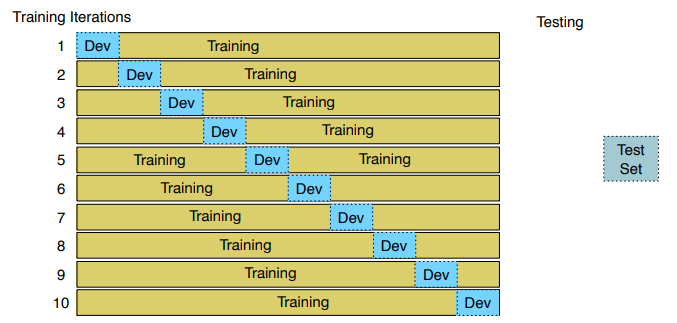 Training Iterations
Testing
1 Dev Training
2 Dev Training
3 Dev Training
4 Dev Training
5 Training Dev Training
6 Training Dev
7 Training Dev
8 Training Dev
9 Training Dev
10 Training Dev
Test
Set